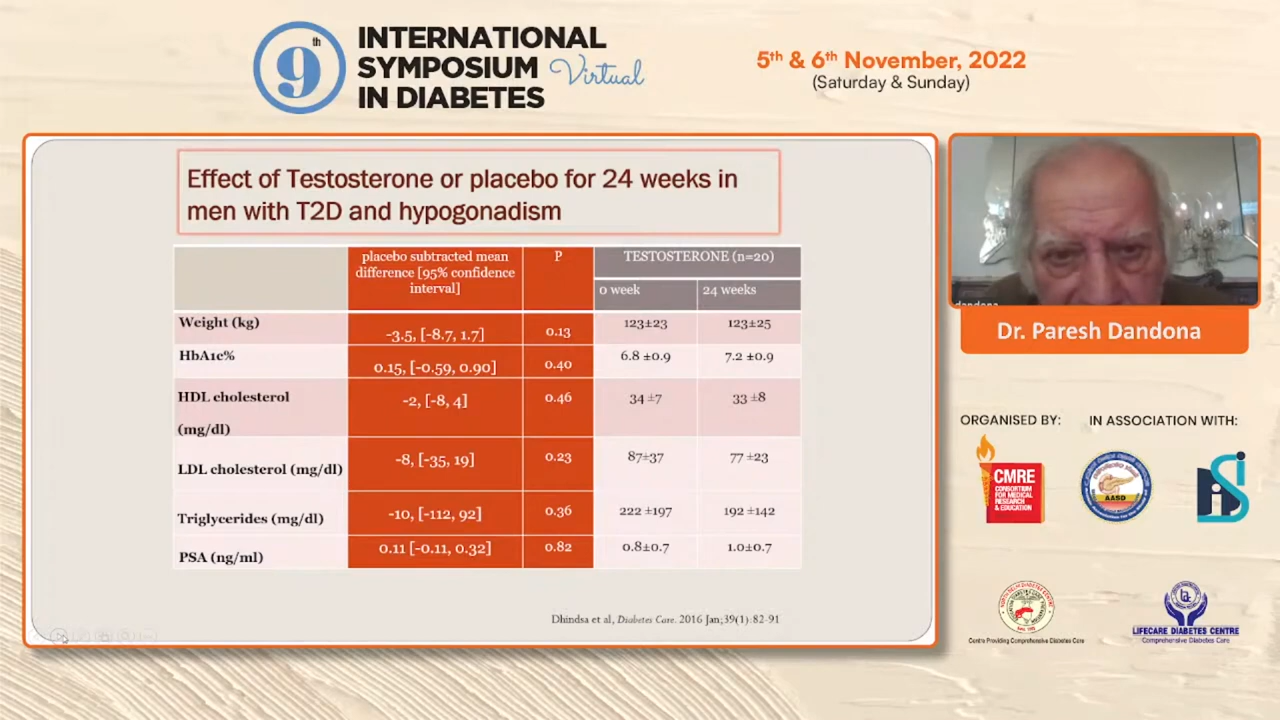 9th
INTERNATIONAL
SYMPOSIUM Virtual
IN DIABETES
5th & 6th November, 2022
(Saturday & Sunday)
Effect of Testosterone or placebo for 24 weeks in
men with T2D and hypogonadism
placebo subtracted mean difference [95% confidence interval] P TESTOSTERONE (n=20)
0 week 24 weeks
Weight (kg) -3.5, [-8.7, 1.7] 0.13 123±23 123±25
HbA1c% 0.15, [-0.59, 0.90] 0.40 6.8 ±0.9 7.2 ±0.9
HDL cholesterol (mg/dl) -2, [-8, 4] 0.46 34 ±7 33 ±8
LDL cholesterol (mg/dl) -8, [-35, 19] 0.23 87±37 77 ±23
Triglycerides (mg/dl) -10, [-112, 92] 0.36 222 ±197 192 ±142
PSA (ng/ml) 0.11 [-0.11, 0.32] 0.82 0.8±0.7 1.0±0.7
Dhindsa et al, Diabetes Care. 2016 Jan;39(1):82-91
dandona
Dr. Paresh Dandona
ORGANISED BY:
IN ASSOCIATION WITH:
CMRE
CONSORTIUM
FOR MEDICAL
RESEARCH
& EDUCATION
AASD
Centre Providing Comprehensive Diabetes Care
LIFECARE DIABETES CENTRE
Comprehensive Diabetes Care